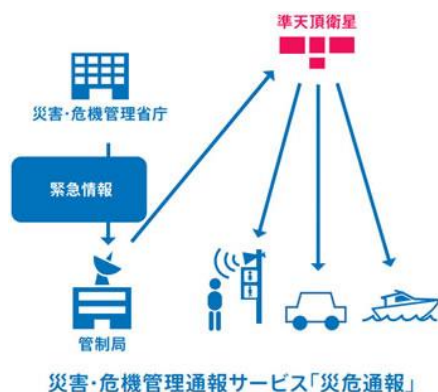 準天頂衛星
災害・危機管理省庁
緊急情報
管制局
災害・危機管理通報サービス「災危通報」